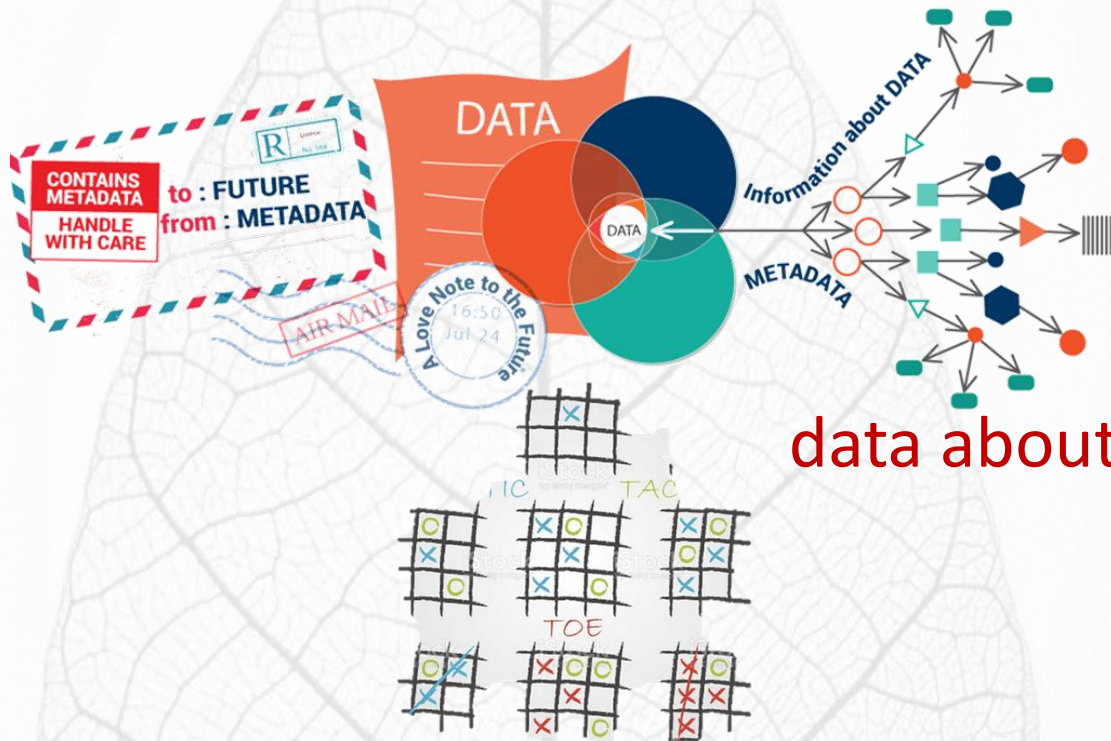 CONTAINS
METADATA
HANDLE
WITH CARE
R
No.
to : FUTURE
from : METADATA
AIR MAIL
A Love Note to the Future
16:50
Jul 24
DATA
DATA
Information about DATA
METADATA
data about
TIC TAC
TOE